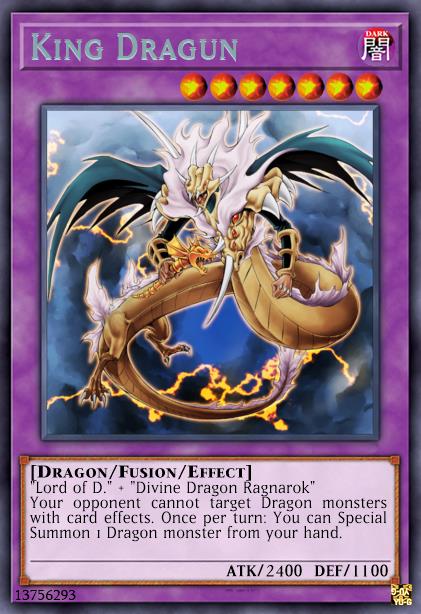 King Dragun
DARK
闇
[Dragon/Fusion/Effect]
"Lord of D." + "Divine Dragon Ragnarok"
Your opponent cannot target Dragon monsters
with card effects. Once per turn: You can Special
Summon 1 Dragon monster from your hand.
ATK/2400 DEF/1100
13756293